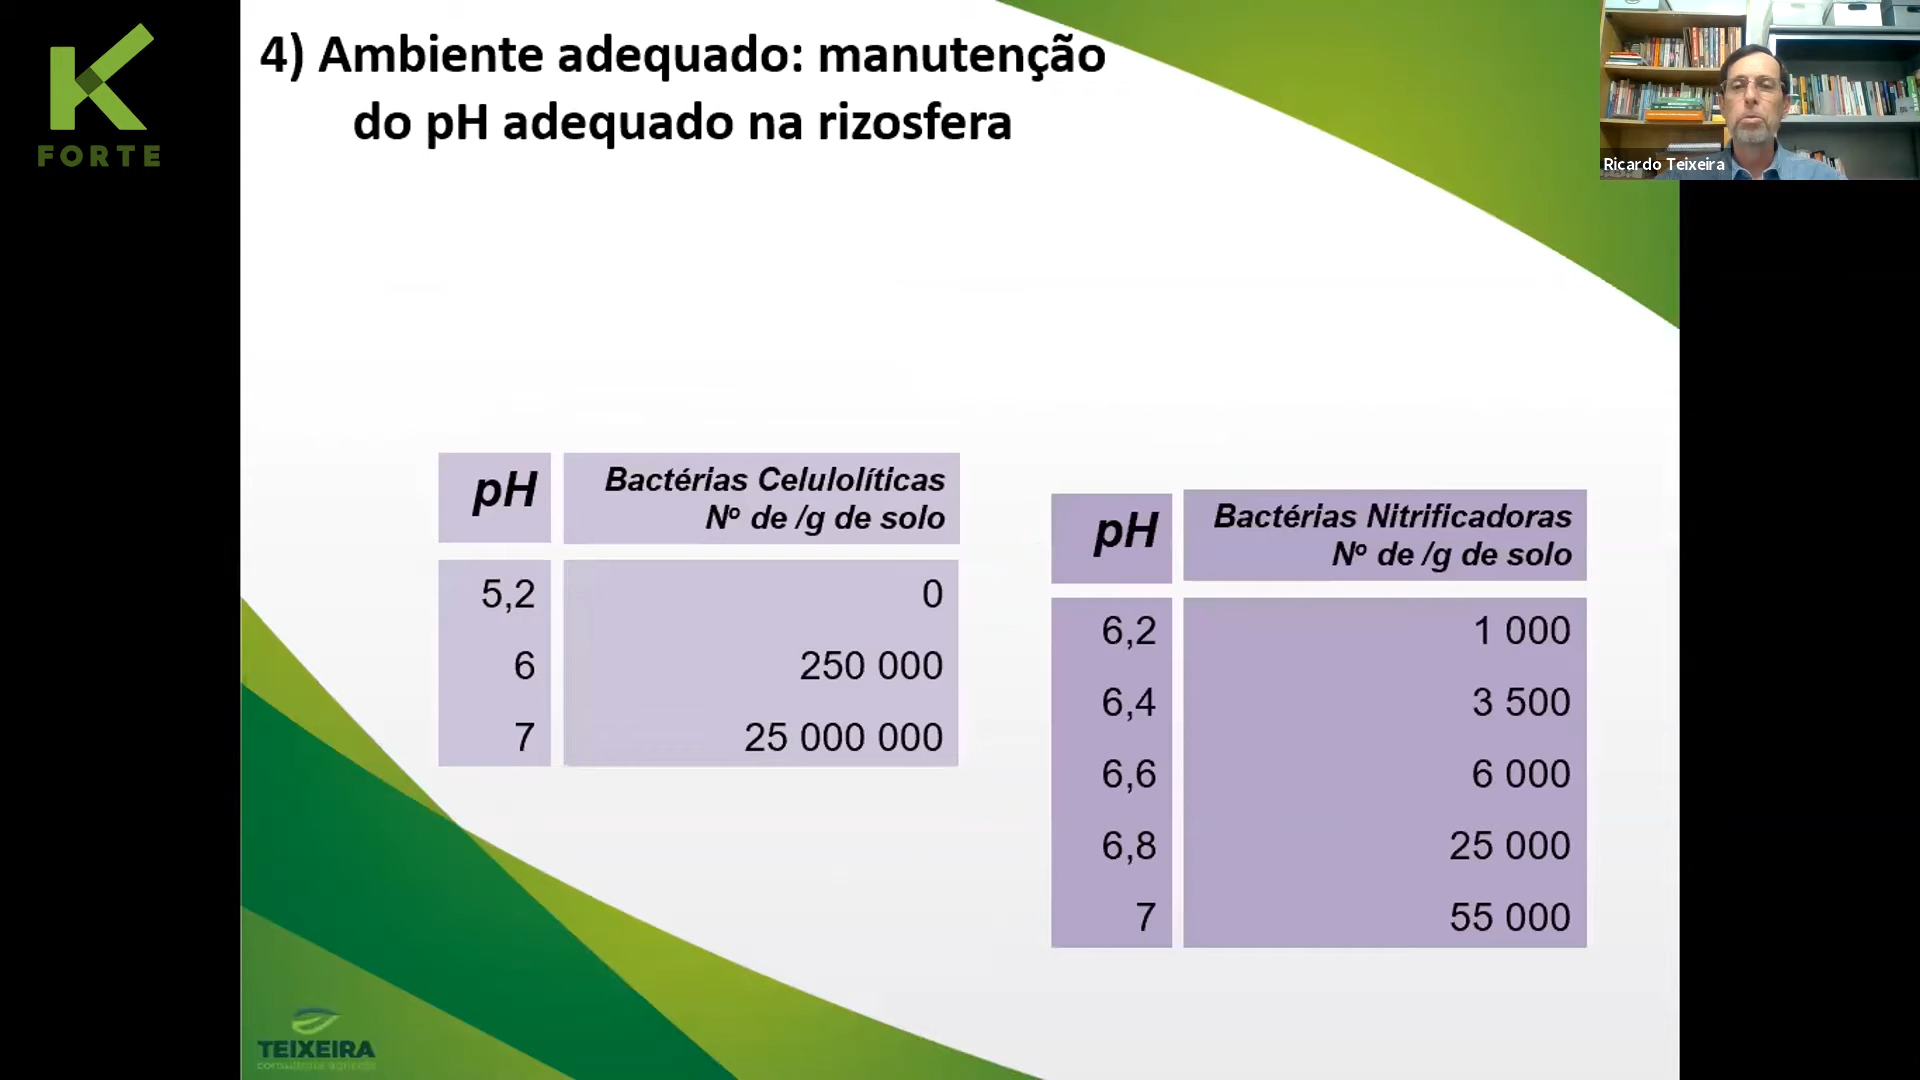 K
FORTE
4) Ambiente adequado: manutenção
do pH adequado na rizosfera
Ricardo Teixeira
pH
Bactérias Celulolíticas
Nº de /g de solo
5,2
0
6
250 000
7
25 000 000
pH
Bactérias Nitrificadoras
Nº de /g de solo
6,2
1 000
6,4
3 500
6,6
6 000
6,8
25 000
7
55 000
TEIXEIRA